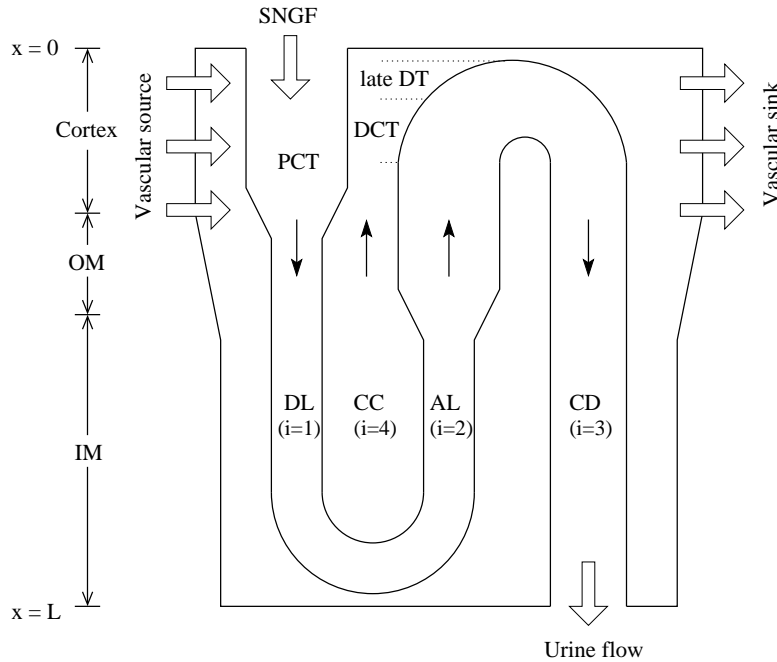 SNGF
x = 0
late DT
Cortex
Vascular source
DCT
Vascular sink
PCT
OM
DL
(i=1)
CC
(i=4)
AL
(i=2)
CD
(i=3)
IM
x = L
Urine flow